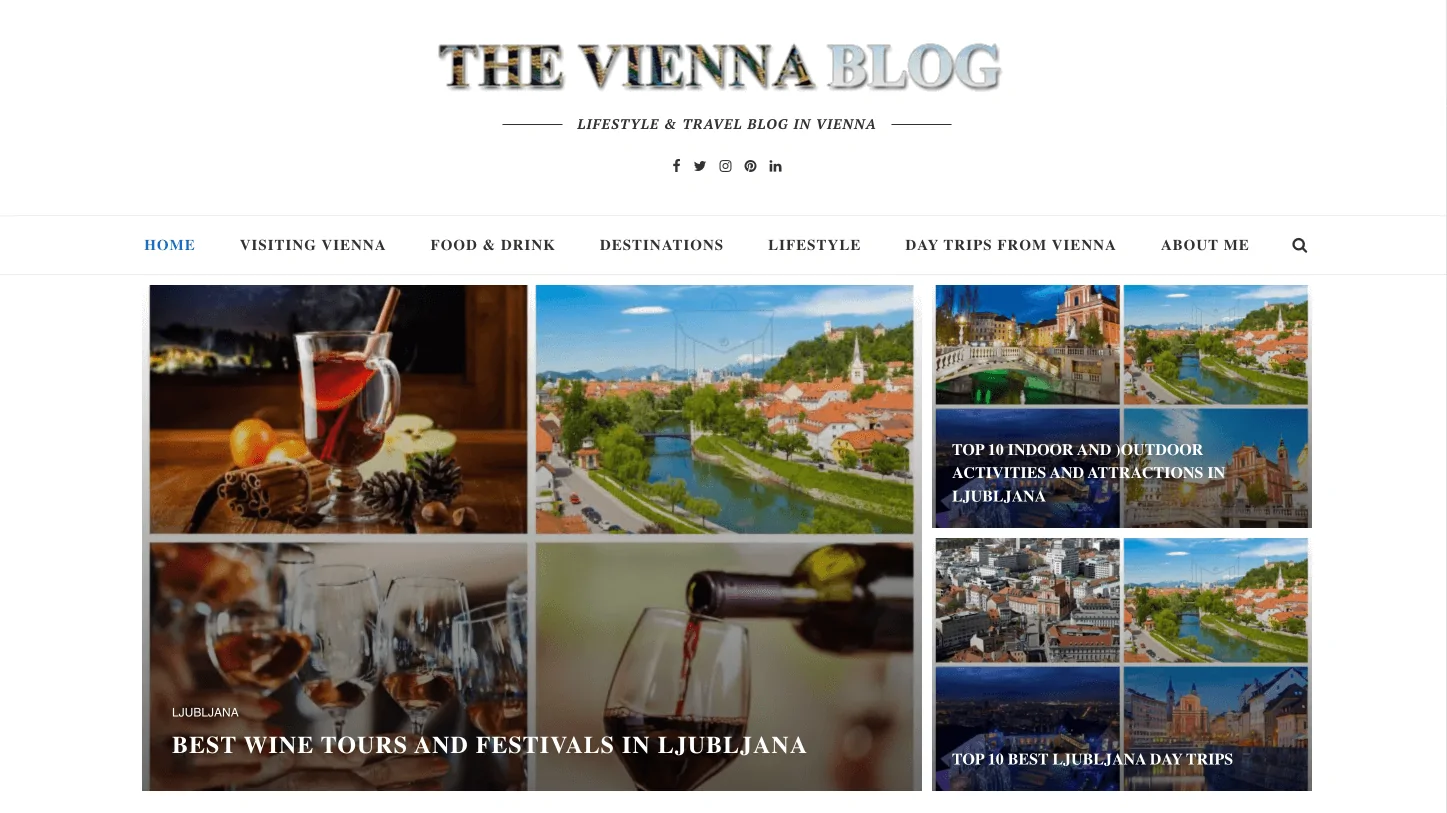 THE VIENNA BLOG
LIFESTYLE & TRAVEL BLOG IN VIENNA
HOME VISITING VIENNA FOOD & DRINK DESTINATIONS LIFESTYLE DAY TRIPS FROM VIENNA ABOUT ME
LJUBLJANA
BEST WINE TOURS AND FESTIVALS IN LJUBLJANA
TOP 10 INDOOR AND )OUTDOOR
ACTIVITIES AND ATTRACTIONS IN
LJUBLJANA
TOP 10 BEST LJUBLJANA DAY TRIPS